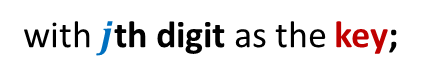 with jth digit as the key;